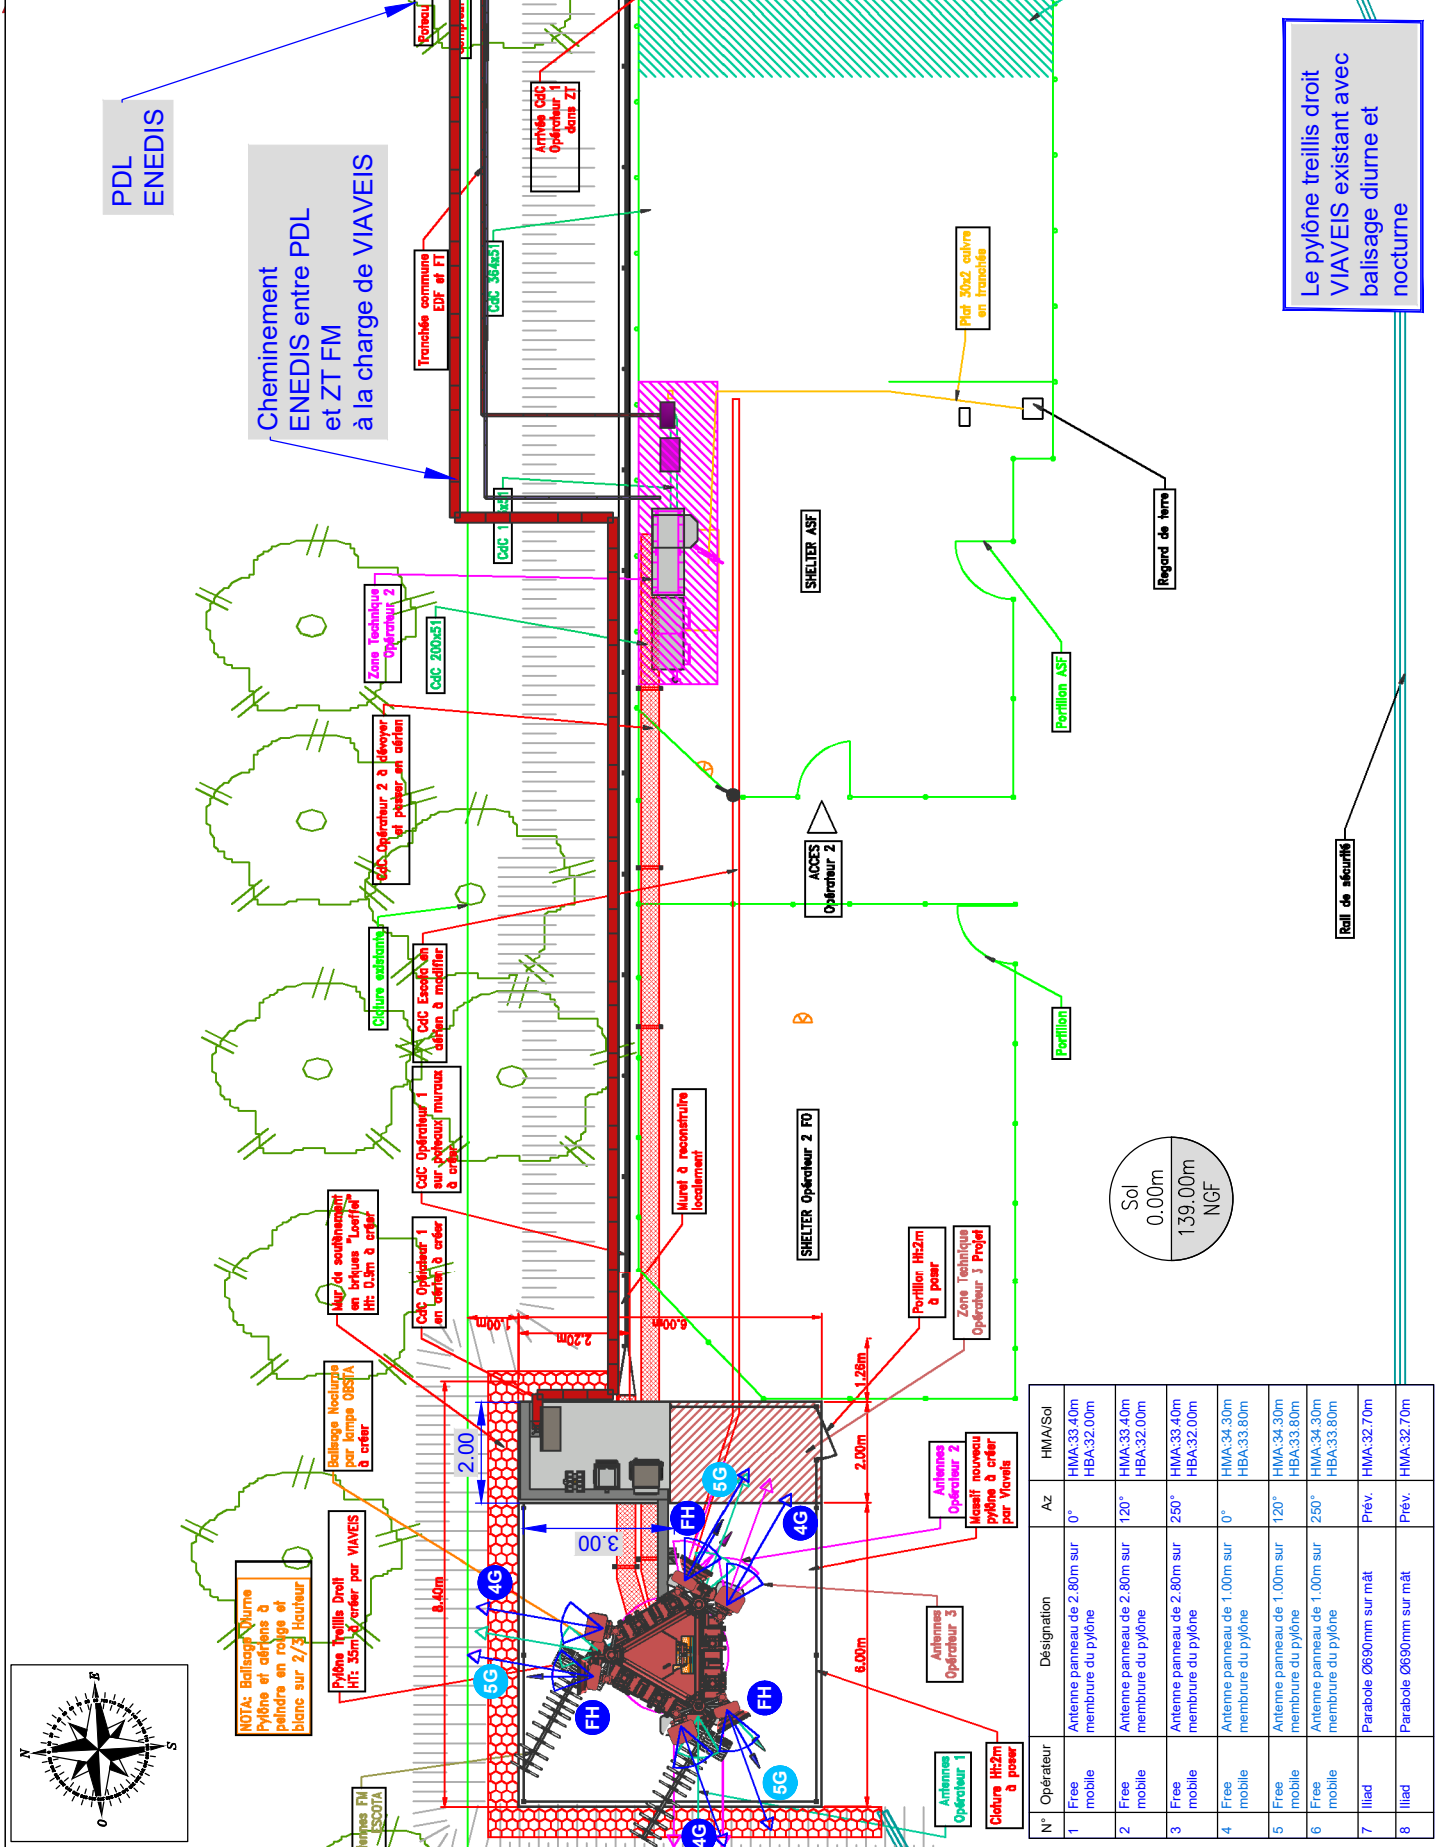 PDL
ENEDIS
Cheminement
ENEDIS entre PDL
et ZT FM
à la charge de VIAVEIS
Le pylône treillis droit
VIAVEIS existant avec
balisage diurne et
nocturne
Poteau
Arrivée CdC
Opérateur 1
dans ZT
Tranchée commune
EDF et FT
CdC 364x51
CdC
Plat 30x2 cuivre
en tranchée
Regard de terre
SHELTER ASF
Portillon ASF
Zone Technique
Opérateur 2
CdC 200x51
CdC Opérateur 2 à dévoyer
et passer en aérien
ACCES
Opérateur 2
Rail de sécurité
Cloture existante
CdC Escota en
aérien à modifier
Portillon
CdC Opérateur 1
sur poteaux muraux
à créer
Muret à reconstruire
localement
SHELTER Opérateur 2 FO
Sol
0.00m
139.00m
NGF
Mur de soutènement
en briques "Loeffel"
Ht: 0.9m à créer
CdC Opérateur 1
en aérien à créer
Portillon Ht:2m
à poser
Zone Technique
Opérateur 3 Projet
1.00m
2.20m
6.00m
1.26m
2.00m
6.00m
8.40m
2.00
3.00
Balisage Nocturne
par lampe OBSTA
à créer
Pylône Treillis Droit
HT: 35m à créer par VIAVEIS
NOTA: Balisage Diurne
Pylône et aériens à
peindre en rouge et
blanc sur 2/3 Hauteur
Antennes
Opérateur 2
Massif nouveau
pylône à créer
par Viaveis
Antennes
Opérateur 3
Antennes
Opérateur 1
Cloture Ht:2m
à poser
FM
ESCOTA
4G
5G
FH
FH
5G
4G
FH
5G
4G
N
E
S
O
N° Opérateur Désignation Az HMA/Sol
1 Free mobile Antenne panneau de 2.80m sur membrure du pylône 0° HMA:33.40m HBA:32.00m
2 Free mobile Antenne panneau de 2.80m sur membrure du pylône 120° HMA:33.40m HBA:32.00m
3 Free mobile Antenne panneau de 2.80m sur membrure du pylône 250° HMA:33.40m HBA:32.00m
4 Free mobile Antenne panneau de 1.00m sur membrure du pylône 0° HMA:34.30m HBA:33.80m
5 Free mobile Antenne panneau de 1.00m sur membrure du pylône 120° HMA:34.30m HBA:33.80m
6 Free mobile Antenne panneau de 1.00m sur membrure du pylône 250° HMA:34.30m HBA:33.80m
7 Iliad Parabole Ø690mm sur mât Prév. HMA:32.70m
8 Iliad Parabole Ø690mm sur mât Prév. HMA:32.70m